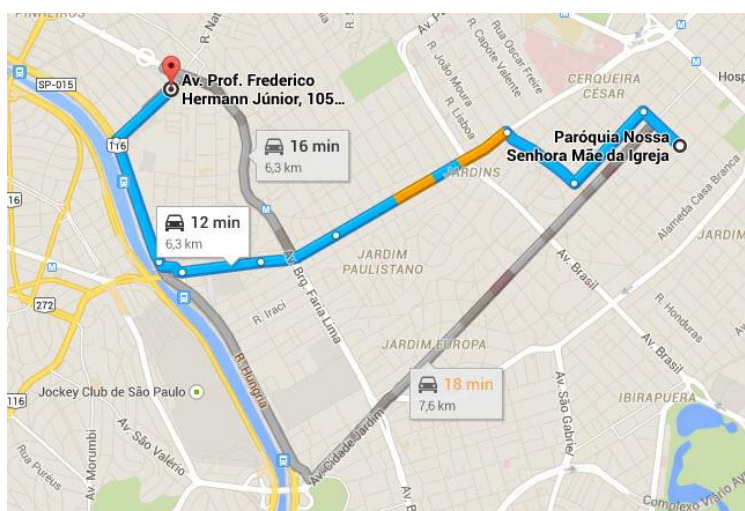 PINHEIROS
SP-015
Av. Prof. Frederico
Hermann Júnior, 105...
R. João Moura
R. Lisboa
R. Capote Valente
Rua Oscar Freire
CERQUEIRA
CÉSAR
Hosp
116
16 min
6,3 km
Paróquia Nossa
Senhora Mãe da Igreja
JARDINS
16
12 min
6,3 km
Alameda Casa Branca
JARDIM
JARDIM
PAULISTANO
Av. Brg. Faria Lima
Av. Brasil
R. Iraci
272
R. Honduras
JARDIM EUROPA
R. Hungria
18 min
7,6 km
Av. Brasil
Jockey Club de São Paulo
116
IBIRAPUERA
Av. São Gabriel
Av. Cidade Jardim
Av. São Valério
Av. Morumbi
Rua Puréus
Complexo Viário Ay